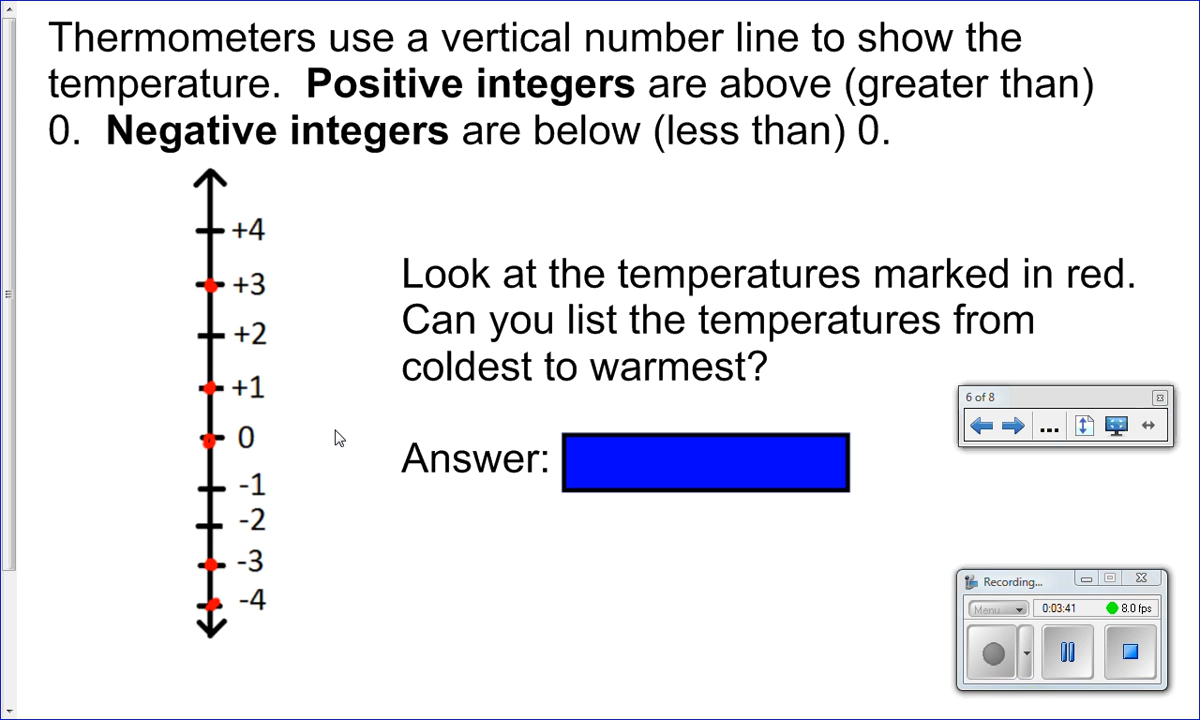 Thermometers use a vertical number line to show the
temperature. Positive integers are above (greater than)
0. Negative integers are below (less than) 0.
+4
+3
+2
+1
0
-1
-2
-3
-4
Look at the temperatures marked in red.
Can you list the temperatures from
coldest to warmest?
Answer:
6 of 8
...
Recording...
Menu
0:03:41
8.0 fps